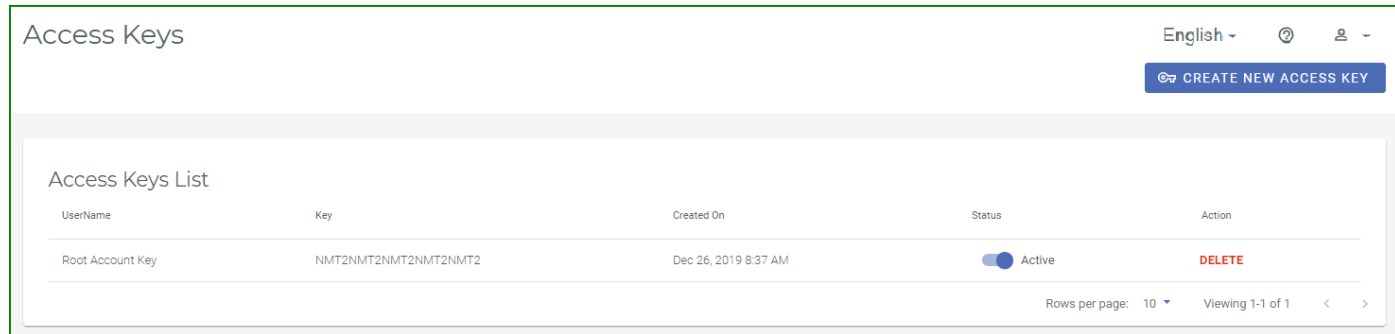 Access Keys
English
CREATE NEW ACCESS KEY
Access Keys List
UserName Key Created On Status Action
Root Account Key NMT2NMT2NMT2NMT2NMT2 Dec 26, 2019 8:37 AM Active DELETE
Rows per page: 10 Viewing 1-1 of 1